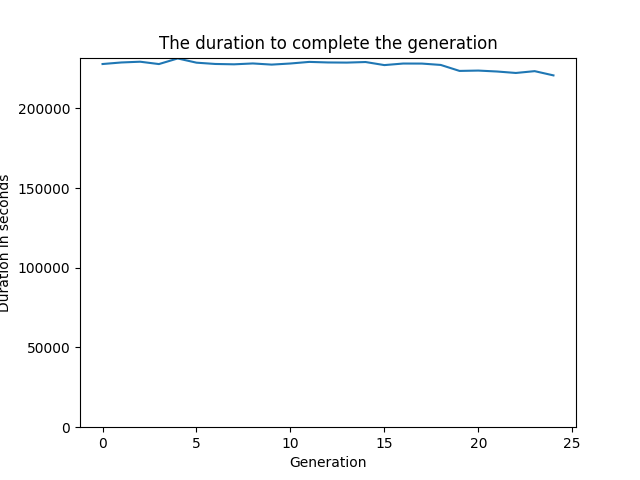 The duration to complete the generation
Duration in seconds
200000
150000
100000
50000
0
0 5 10 15 20 25
Generation